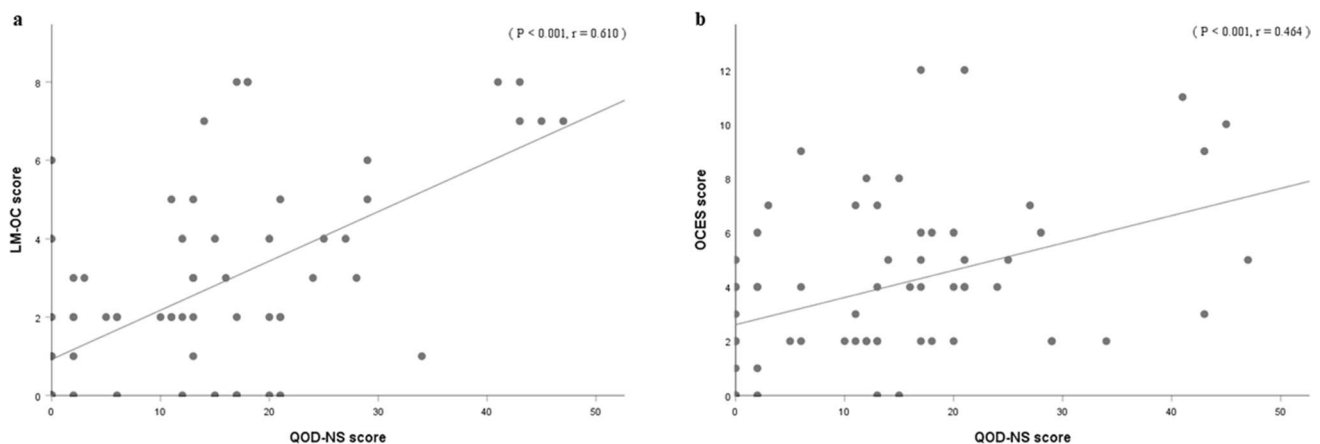 a
( P < 0.001, r = 0.610 )
LM-OC score
8
6
4
2
0
0 10 20 30 40 50
QOD-NS score
b
( P < 0.001, r = 0.464 )
OCES score
12
10
8
6
4
2
0
0 10 20 30 40 50
QOD-NS score